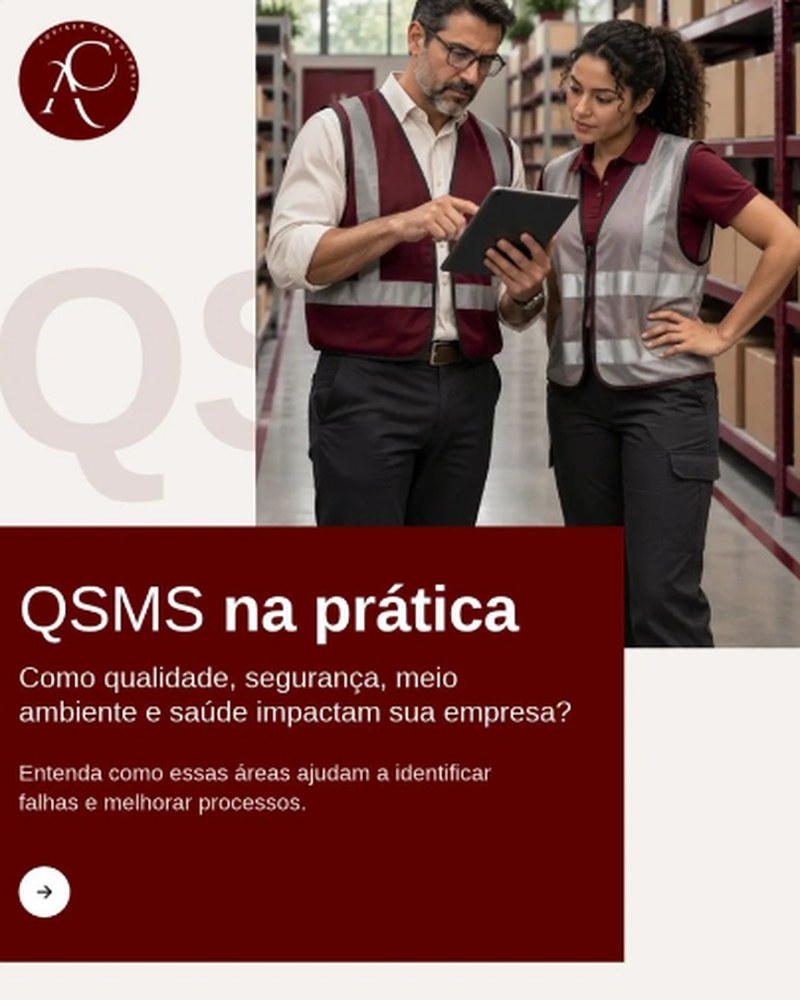 QS
QSMS na prática
Como qualidade, segurança, meio
ambiente e saúde impactam sua empresa?
Entenda como essas áreas ajudam a identificar
falhas e melhorar processos.